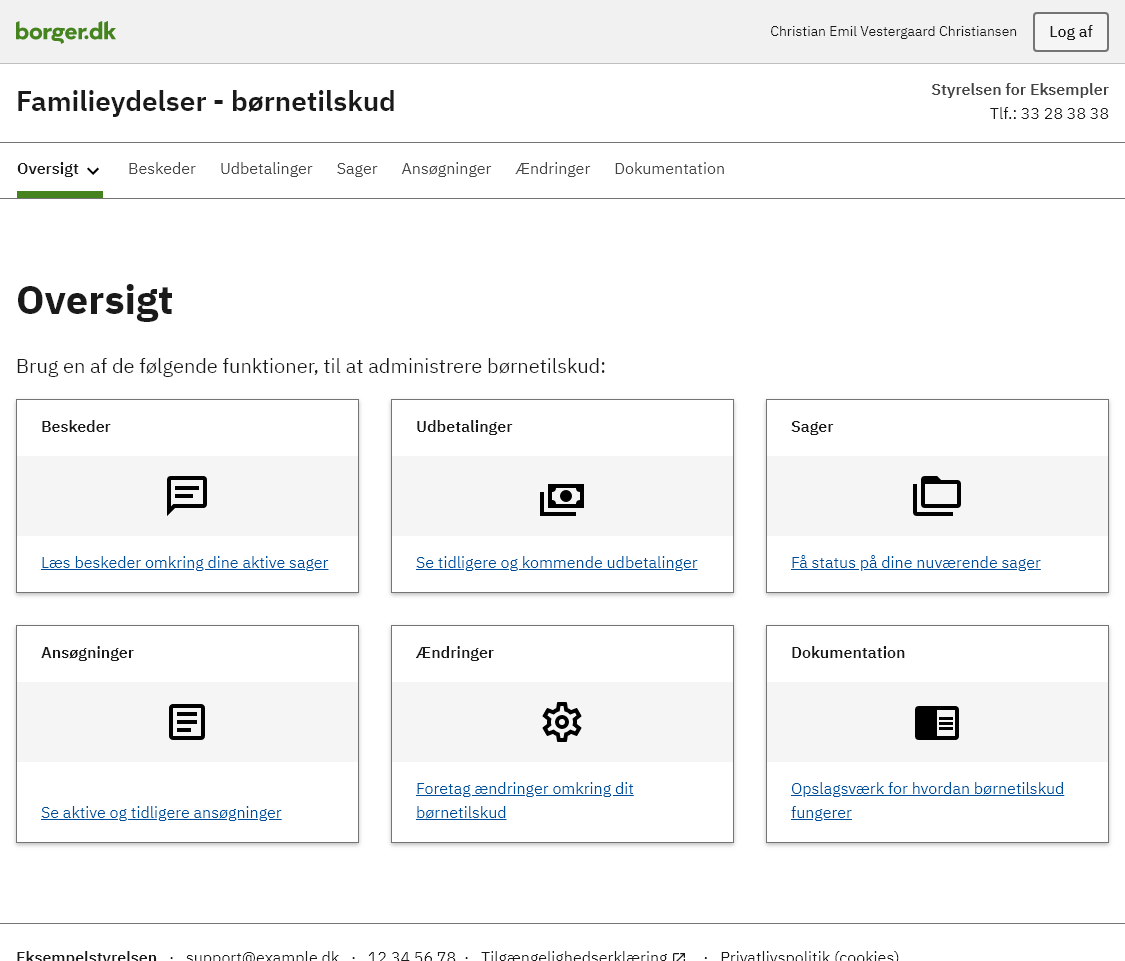 borger.dk
Christian Emil Vestergaard Christiansen
Log af
Familieydelser - børnetilskud
Styrelsen for Eksempler
Tlf.: 33 28 38 38
Oversigt
Beskeder
Udbetalinger
Sager
Ansøgninger
Ændringer
Dokumentation
Oversigt
Brug en af de følgende funktioner, til at administrere børnetilskud:
Beskeder
Læs beskeder omkring dine aktive sager
Udbetalinger
Se tidligere og kommende udbetalinger
Sager
Få status på dine nuværende sager
Ansøgninger
Se aktive og tidligere ansøgninger
Ændringer
Foretag ændringer omkring dit
børnetilskud
Dokumentation
Opslagsværk for hvordan børnetilskud
fungerer
Eksempelstyrelsen · support@example.dk · 12 34 56 78 · Tilgængelighedserklæring · Privatlivspolitik (cookies)